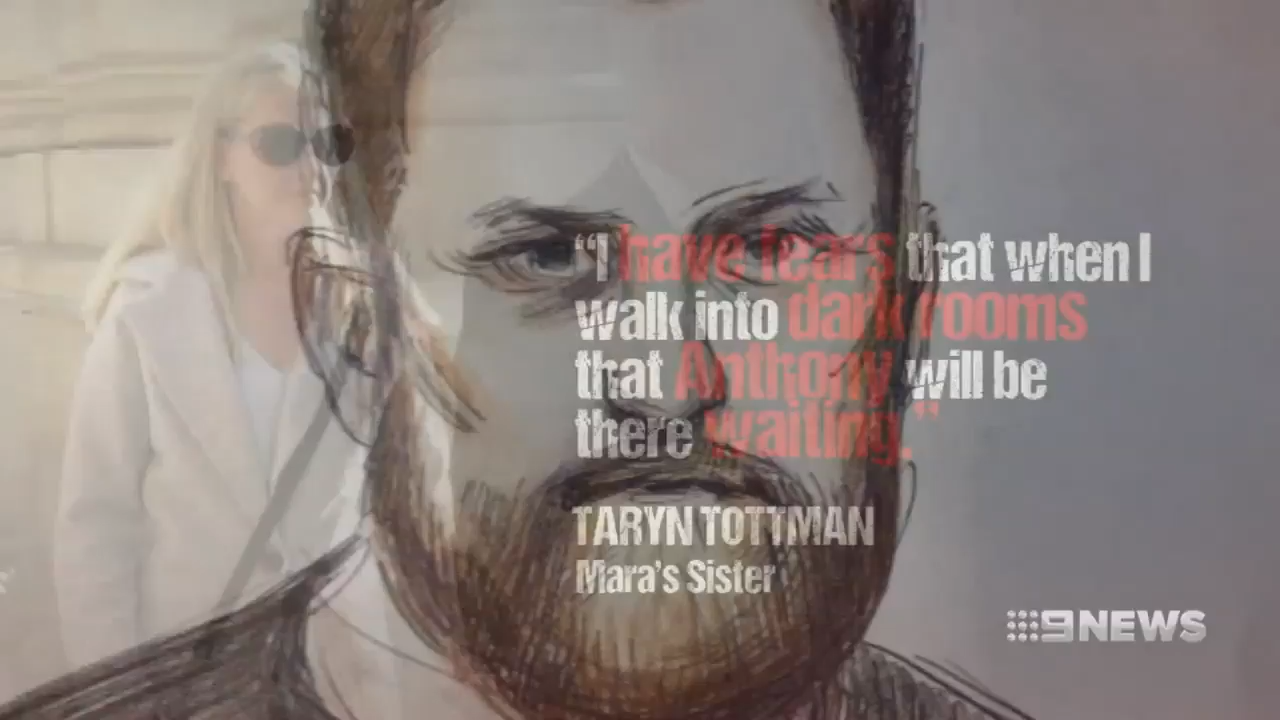 “I have fears that when I
walk into dark rooms
that Anthony will be
there waiting.”
TARYN TOTTMAN
Mara's Sister
9NEWS